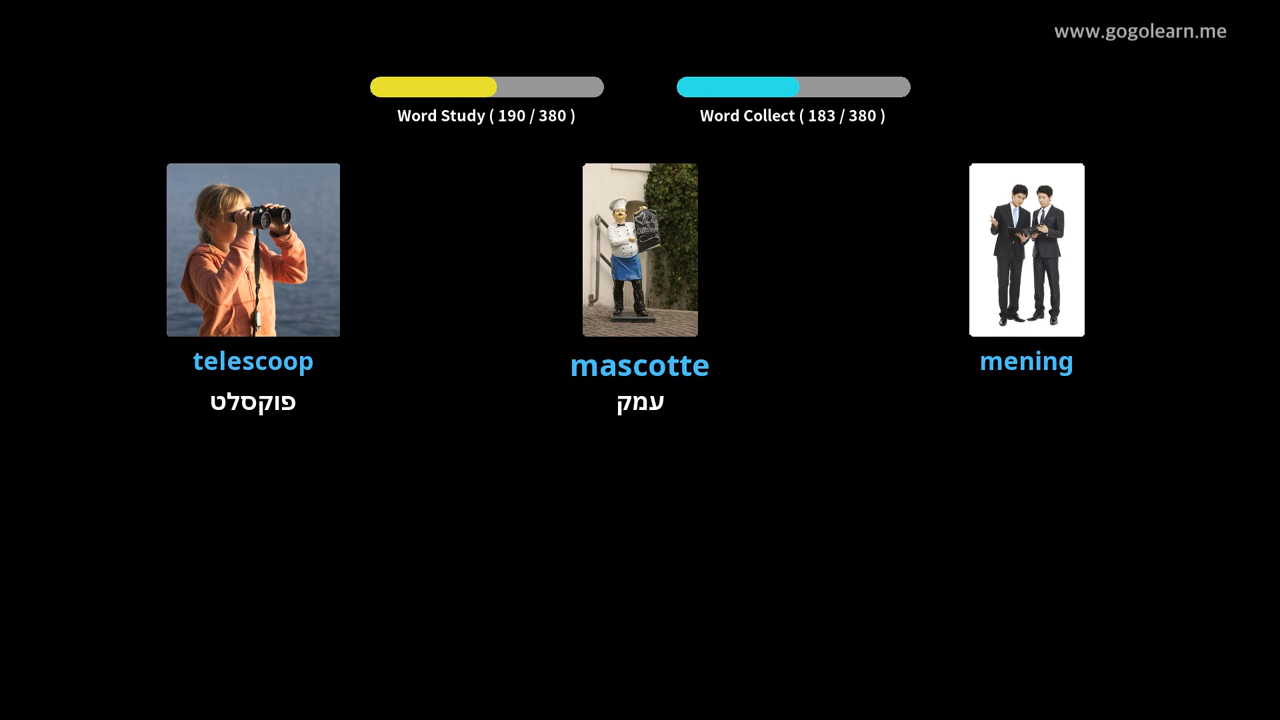 www.gogolearn.me
Word Study ( 190 / 380 )
Word Collect ( 183 / 380 )
telescoop
mascotte
mening
פוקסלט
עמק